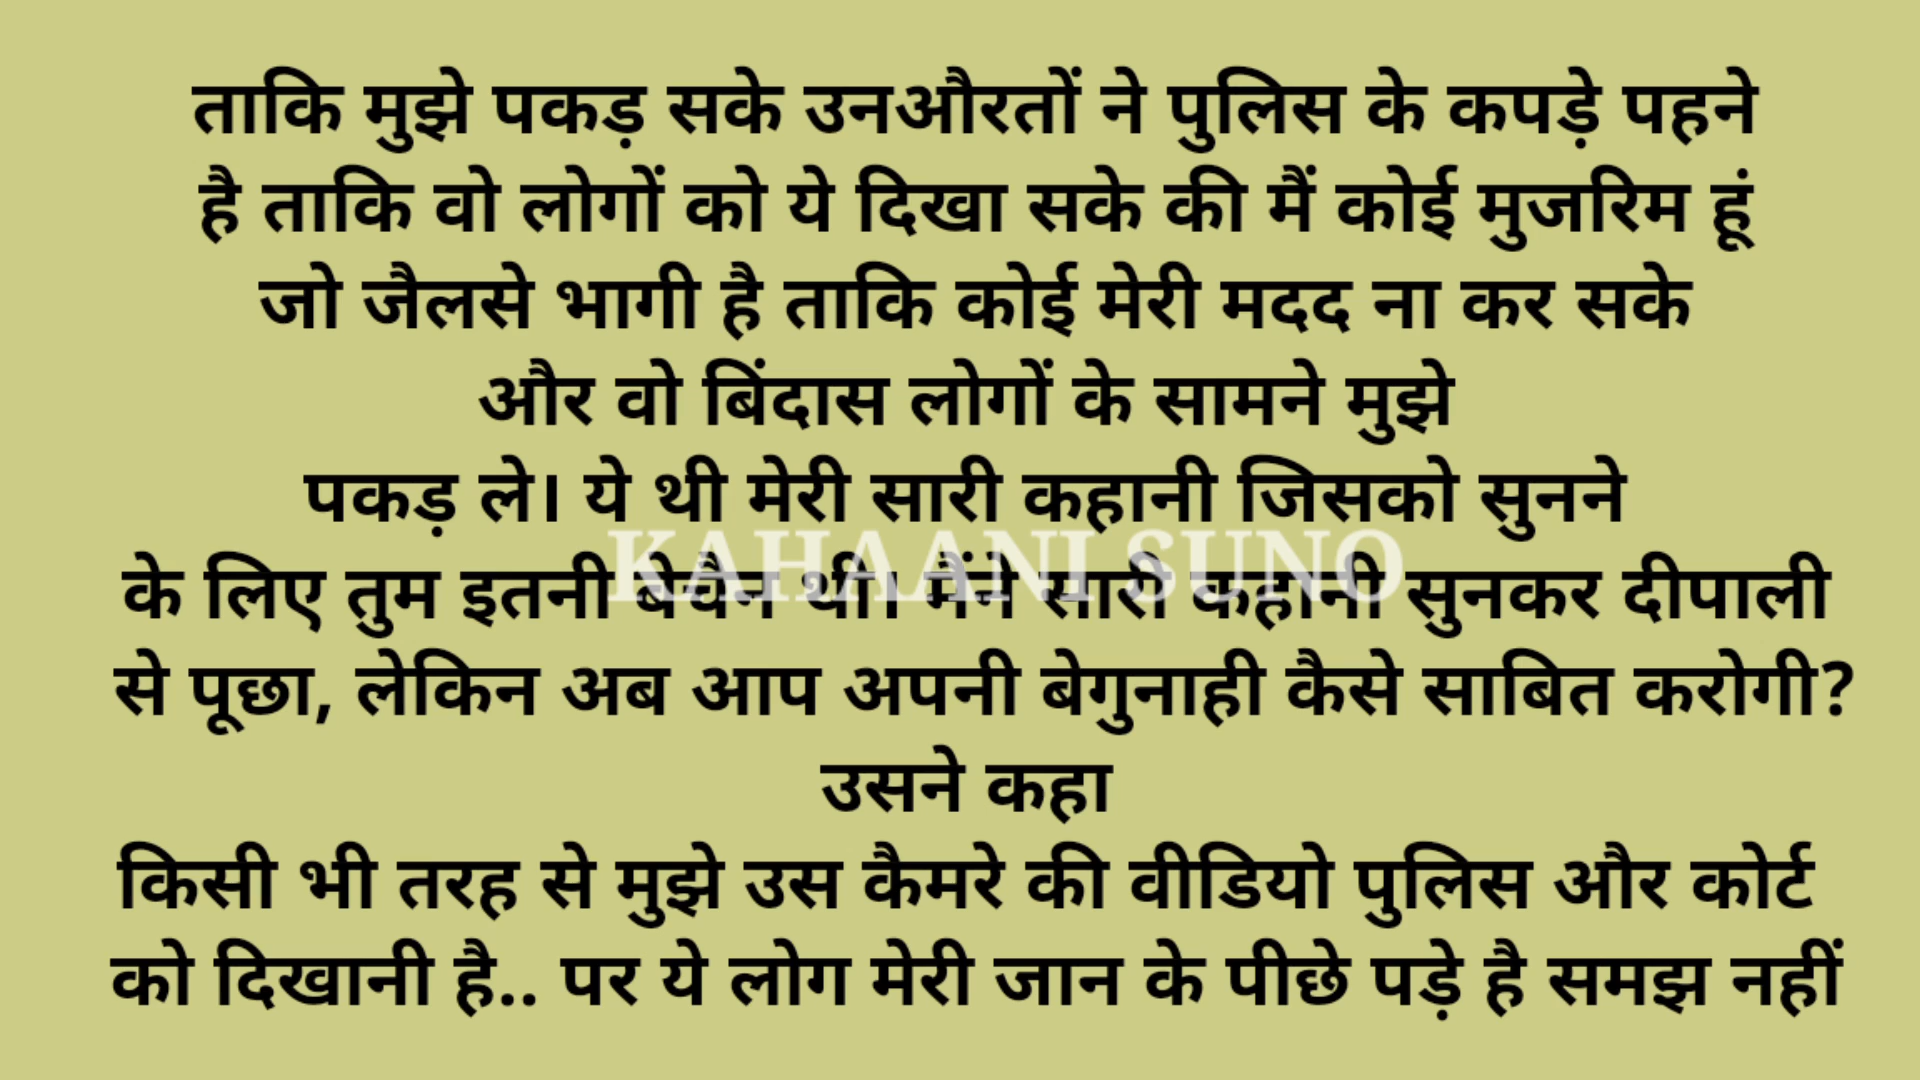 ताकि मुझे पकड़ सके उनऔरतों ने पुलिस के कपड़े पहने
है ताकि वो लोगों को ये दिखा सके की मैं कोई मुजरिम हूं
जो जैलसे भागी है ताकि कोई मेरी मदद ना कर सके
और वो बिंदास लोगों के सामने मुझे
पकड़ ले। ये थी मेरी सारी कहानी जिसको सुनने
KAHAANI SUNO
के लिए तुम इतनी बेचैन थी। मैंने सारी कहानी सुनकर दीपाली
से पूछा, लेकिन अब आप अपनी बेगुनाही कैसे साबित करोगी?
उसने कहा
किसी भी तरह से मुझे उस कैमरे की वीडियो पुलिस और कोर्ट
को दिखानी है.. पर ये लोग मेरी जान के पीछे पड़े है समझ नहीं